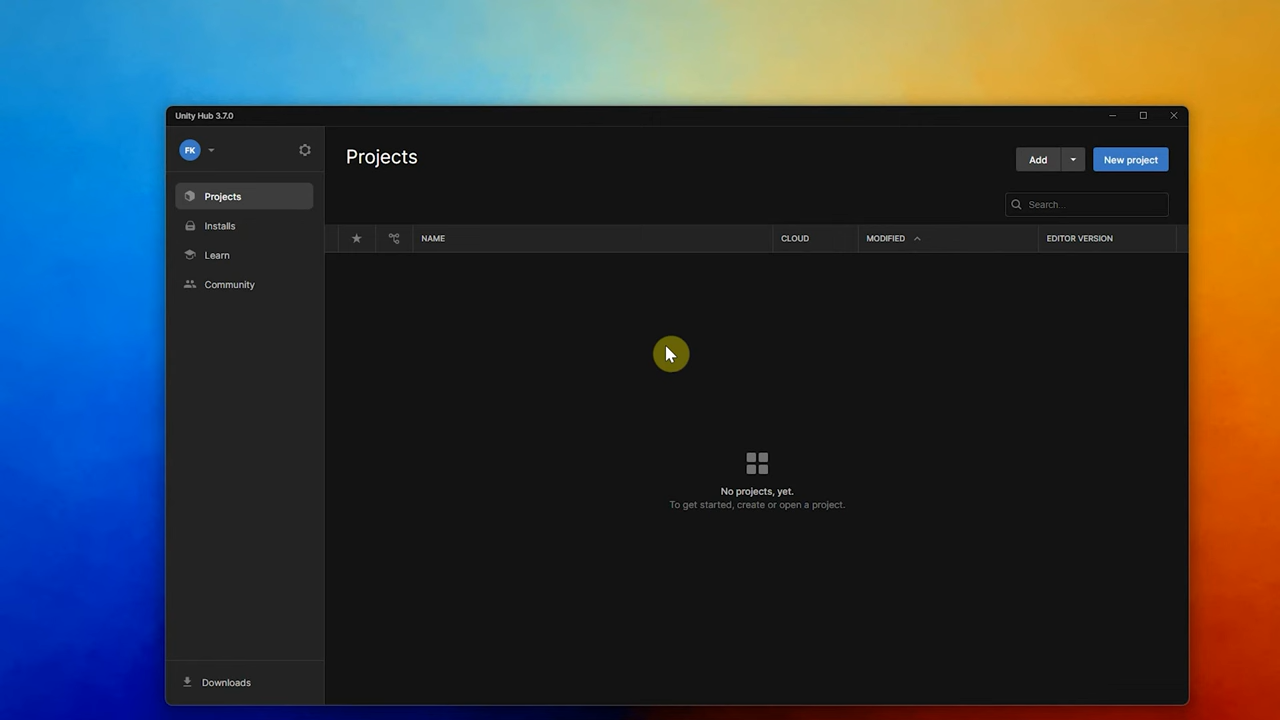 Unity Hub 3.7.0
FK
Projects
Add
New project
Projects
Search...
Installs
NAME
CLOUD
MODIFIED
EDITOR VERSION
Learn
Community
No projects, yet.
To get started, create or open a project.
Downloads